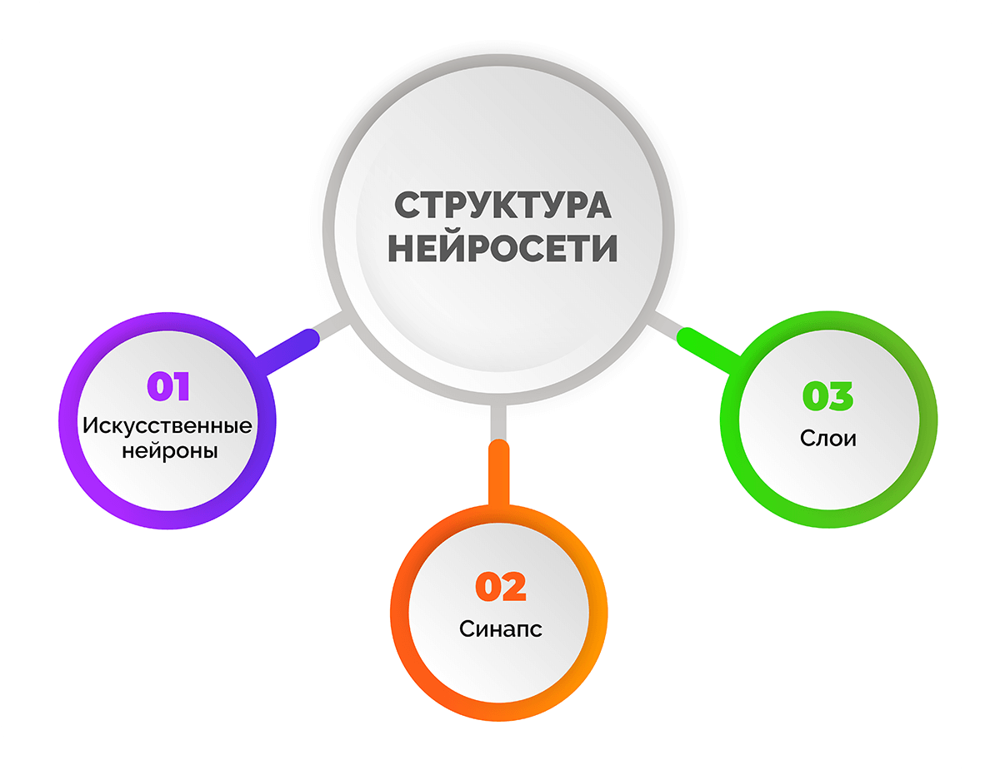 СТРУКТУРА
НЕЙРОСЕТИ
01
Искусственные
нейроны
02
Синапс
03
Слои